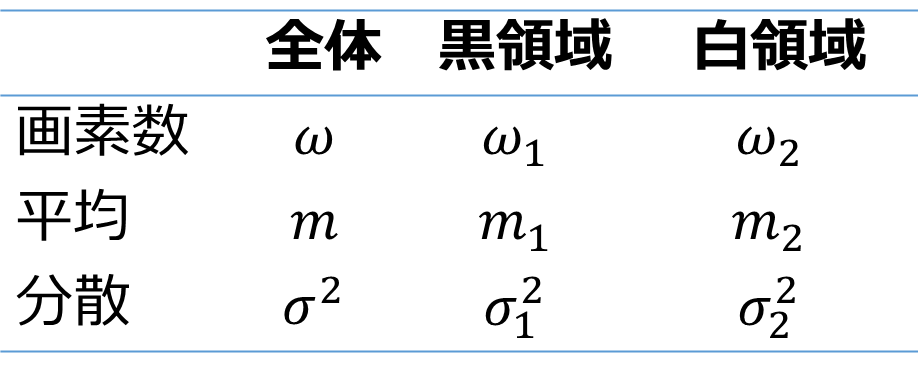 全体 黒領域 白領域
画素数 ω ω₁ ω₂
平均 m m₁ m₂
分散 σ² σ₁² σ₂²